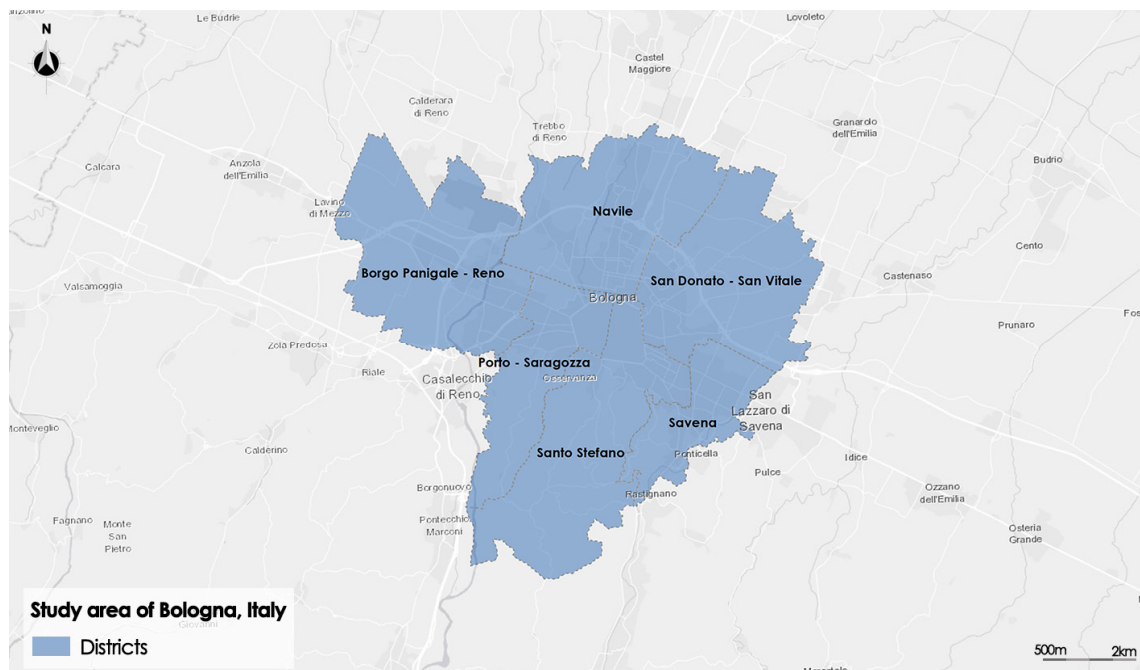 Le Budrie
Lovoleto
N
Castel
Maggiore
Calderara
di Reno
Trebbo
di Reno
Granarolo
dell'Emilia
Calcara
Anzola
dell'Emilia
Budrio
Lavino
di Mezzo
Navile
Cento
Borgo Panigale - Reno
San Donato - San Vitale
Castenaso
Valsamoggia
Bologna
Prunaro
Zola Predosa
Riale
Porto - Saragozza
Casalecchio
di Reno
Osservanza
San
Lazzaro di
Savena
Monteveglio
Savena
Calderino
Santo Stefano
Ponticella
Idice
Pulce
Borgonuovo
Rastignano
Ozzano
dell'Emilia
Fagnano
Monte
San
Pietro
Pontecchio
Marconi
Osteria
Grande
Study area of Bologna, Italy
Districts
500m
2km